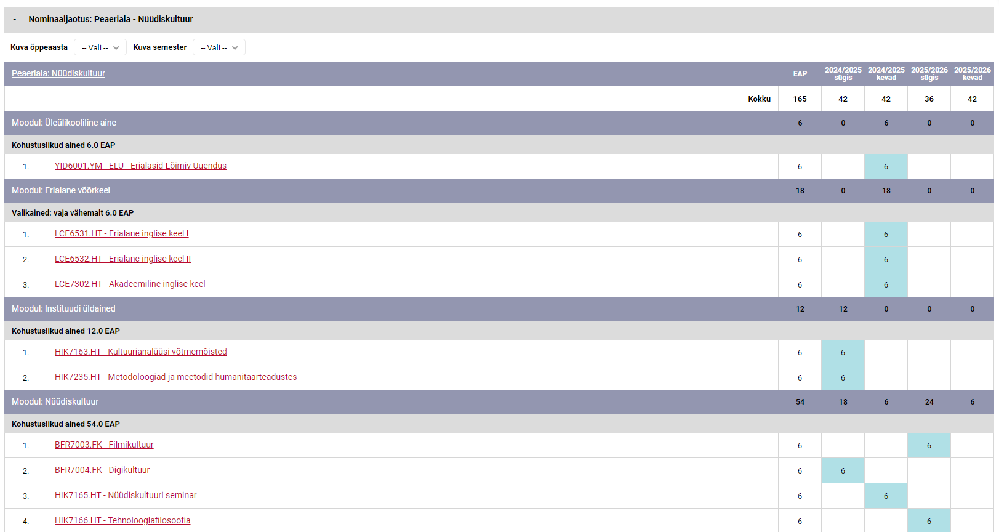 - Nominaaljaotus: Peaeriala - Nüüdiskultuur
Kuva õppeaasta -- Vali -- Kuva semester -- Vali --
Peaeriala: Nüüdiskultuur EAP 2024/2025 sügis 2024/2025 kevad 2025/2026 sügis 2025/2026 kevad
Kokku 165 42 42 36 42
Moodul: Üleülikooliline aine 6 0 6 0 0
Kohustuslikud ained 6.0 EAP
1. YID6001.YM - ELU - Erialasid Lõimiv Uuendus 6 6
Moodul: Erialane võõrkeel 18 0 18 0 0
Valikained: vaja vähemalt 6.0 EAP
1. LCE6531.HT - Erialane inglise keel I 6 6
2. LCE6532.HT - Erialane inglise keel II 6 6
3. LCE7302.HT - Akadeemiline inglise keel 6 6
Moodul: Instituudi üldained 12 12 0 0 0
Kohustuslikud ained 12.0 EAP
1. HIK7163.HT - Kultuurianalüüsi võtmemõisted 6 6
2. HIK7235.HT - Metodoloogiad ja meetodid humanitaarteadustes 6 6
Moodul: Nüüdiskultuur 54 18 6 24 6
Kohustuslikud ained 54.0 EAP
1. BFR7003.FK - Filmikultuur 6 6
2. BFR7004.FK - Digikultuur 6 6
3. HIK7165.HT - Nüüdiskultuuri seminar 6 6
4. HIK7166.HT - Tehnoloogiafilosoofia 6 6